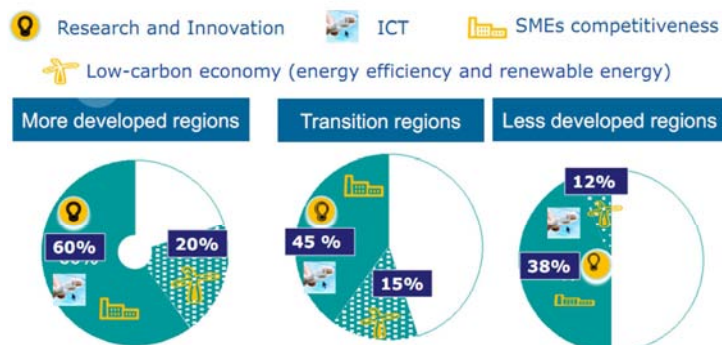 Research and Innovation ICT SMEs competitiveness
Low-carbon economy (energy efficiency and renewable energy)
More developed regions Transition regions Less developed regions
60%
20%
45 %
15%
12%
38%